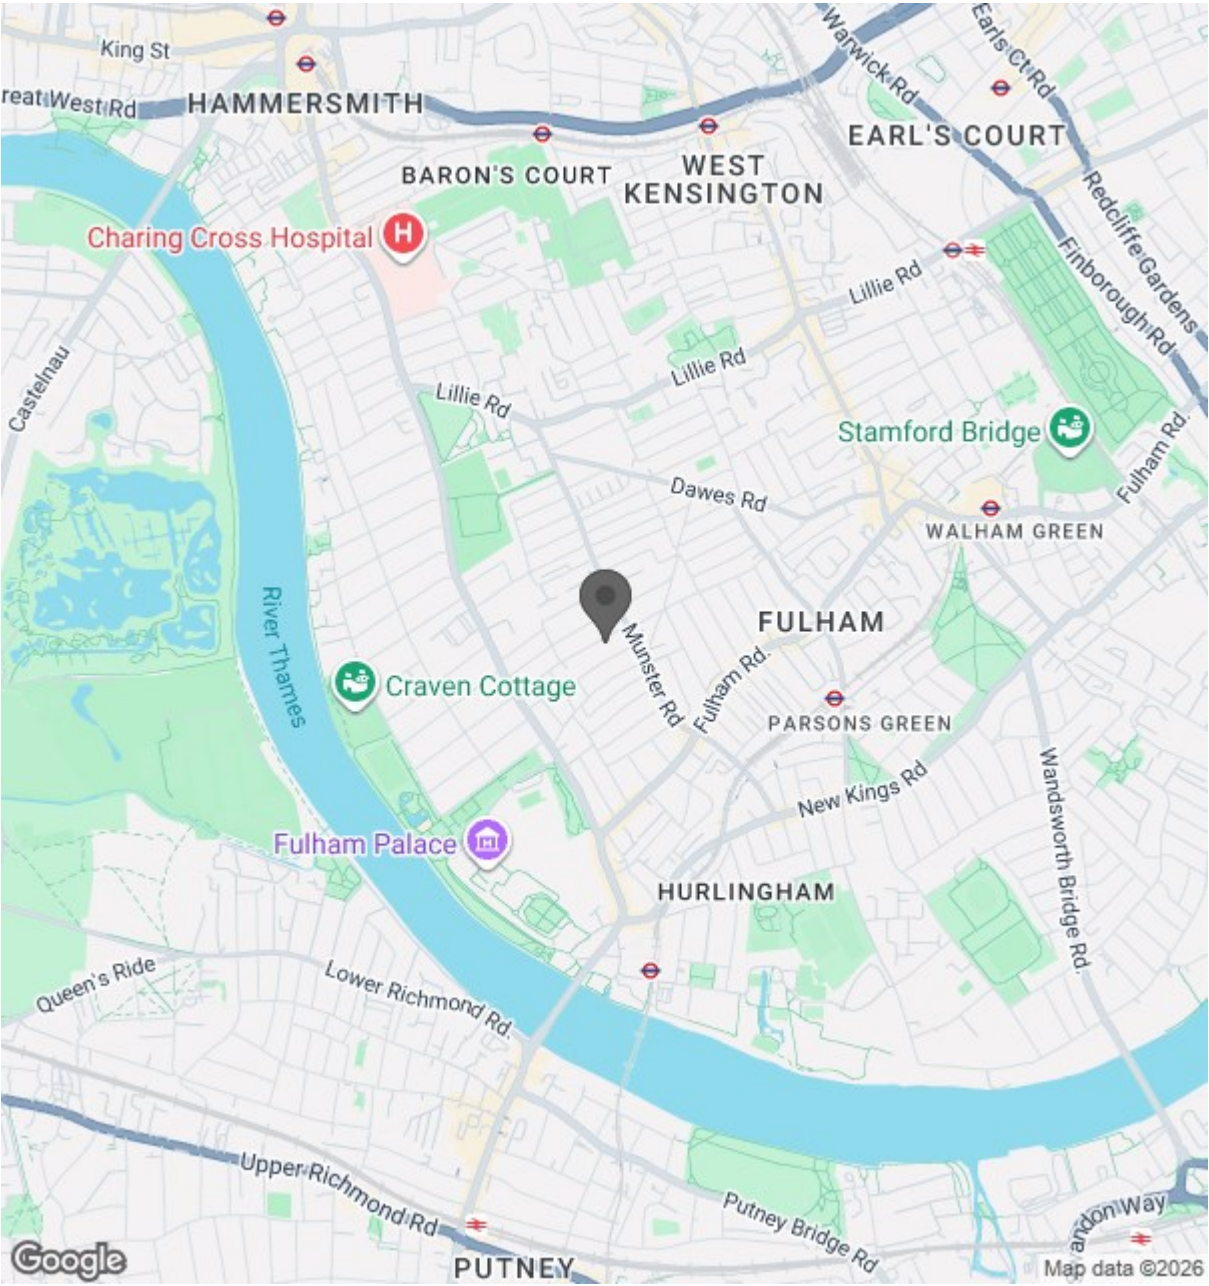 King St
reat West Rd
HAMMERSMITH
Warwick Rd
Earls Ct Rd
EARL'S COURT
BARON'S COURT
WEST
KENSINGTON
Redcliffe Gardens
Charing Cross Hospital
H
Finborough Rd
Lillie Rd
Castelnau
Lillie Rd
Lillie Rd
Stamford Bridge
Fulham Rd.
Dawes Rd
WALHAM GREEN
River Thames
FULHAM
Munster Rd
Fulham Rd.
Craven Cottage
PARSONS GREEN
New Kings Rd
Wandsworth Bridge Rd.
Fulham Palace
HURLINGHAM
Queen's Ride
Lower Richmond Rd.
Upper Richmond Rd
Putney Bridge Rd
andon Way
PUTNEY
Google
Map data ©2026